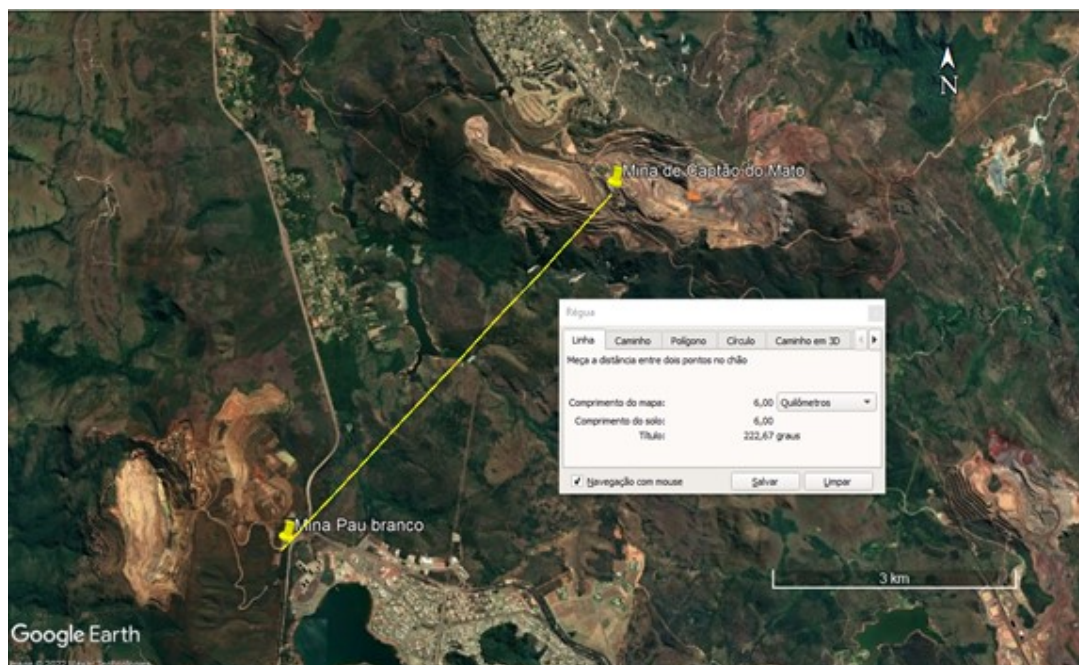 N
Mina de Captão do Mato
Régua
Linha Caminho Polígono Círculo Caminho em 3D
Meça a distância entre dois pontos no chão
Comprimento do mapa: 6,00 Quilômetros
Comprimento do solo: 6,00
Título: 222,67 graus
Navegação com mouse Salvar Limpar
Mina Pau branco
3 km
Google Earth